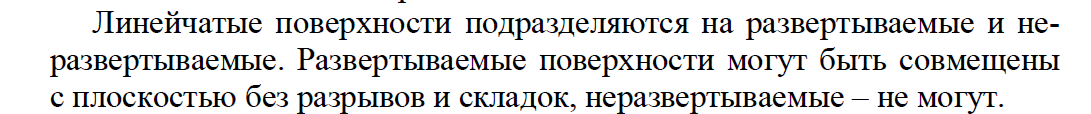 Линейчатые поверхности подразделяются на развертываемые и не-
развертываемые. Развертываемые поверхности могут быть совмещены
с плоскостью без разрывов и складок, неразвертываемые – не могут.